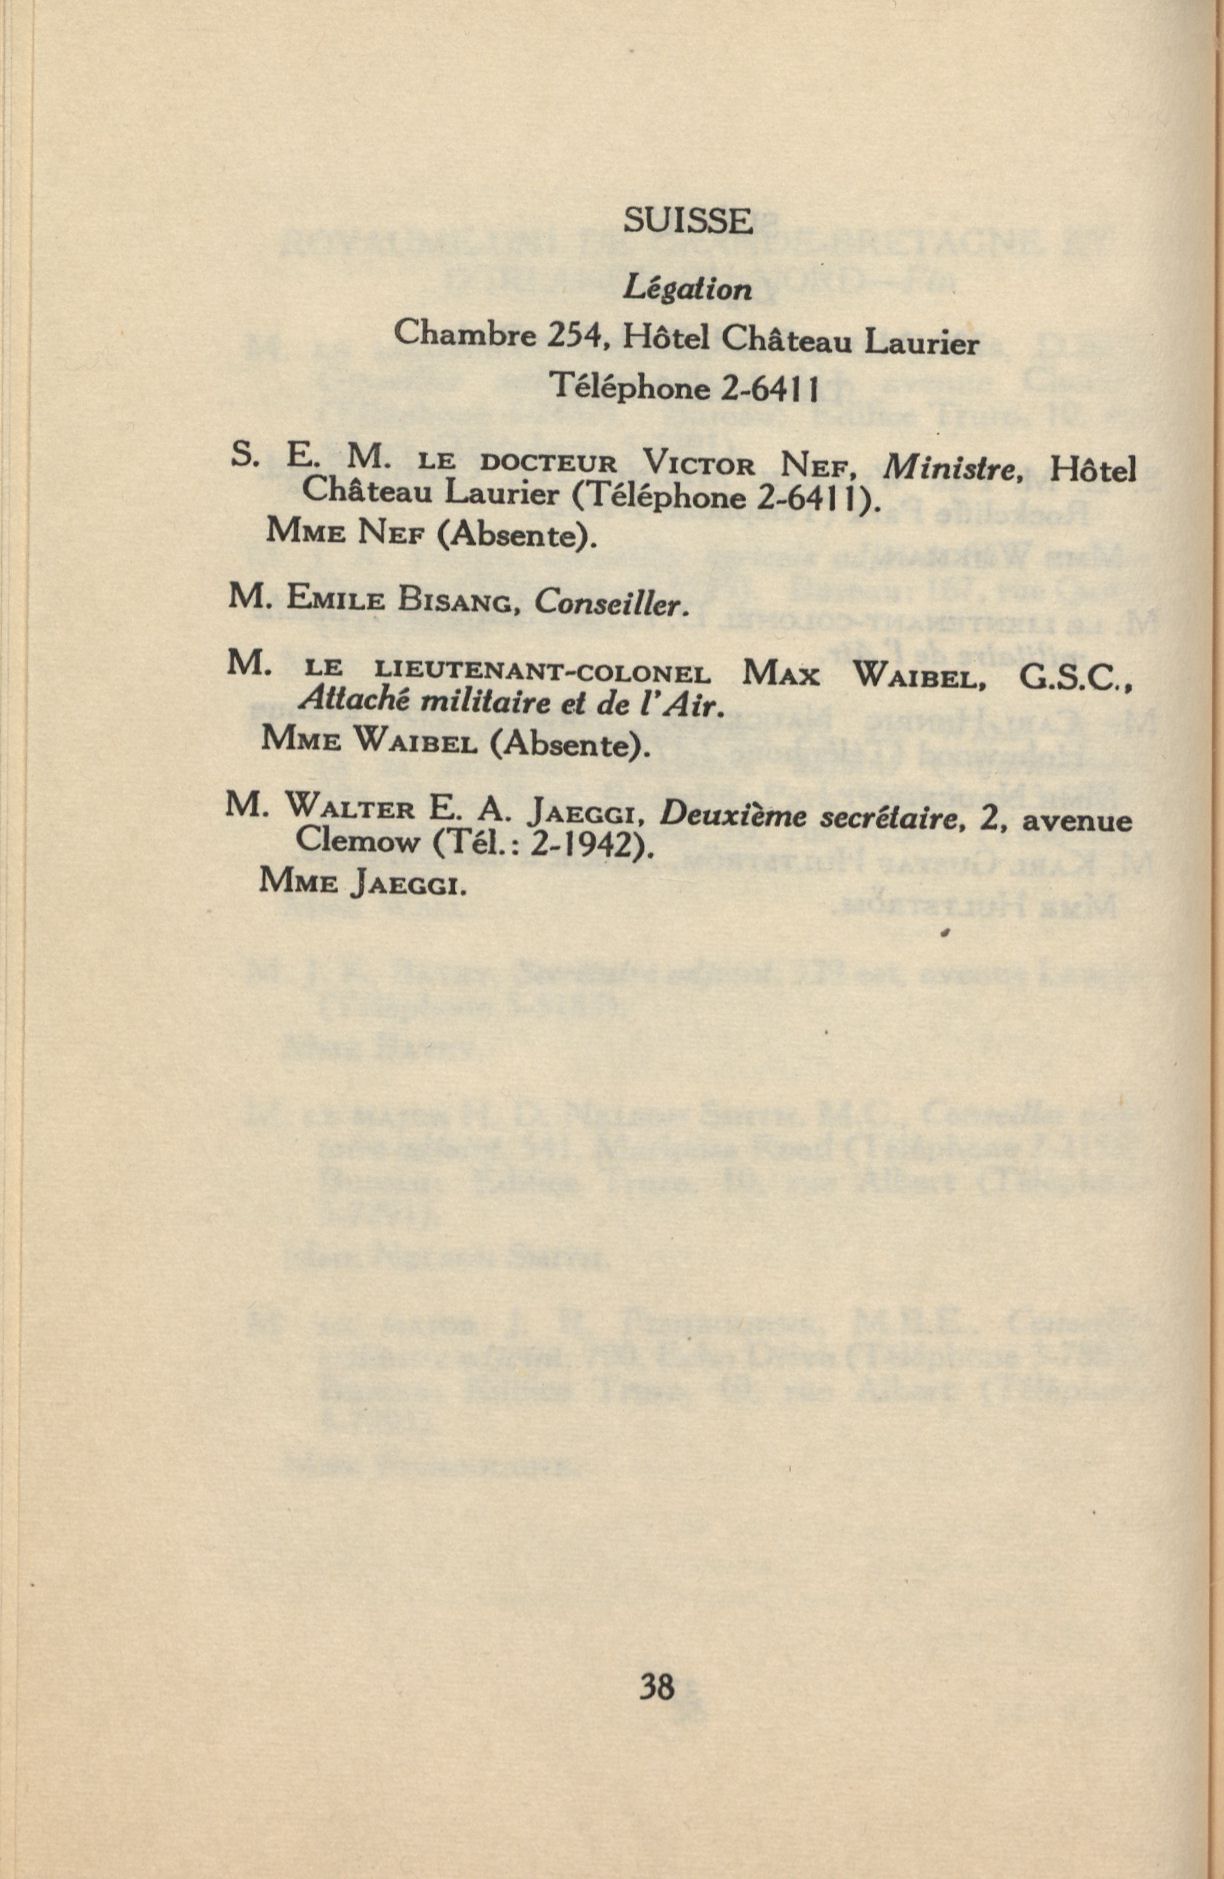 SUISSE
Légation
Chambre 254, Hôtel Château Laurier
Téléphone 2-6411
S. E. M. LE DOCTEUR VICTOR NEF, Ministre, Hôtel
Château Laurier (Téléphone 2-6411).
MME NEF (Absente).
M. EMILE BISANG, Conseiller.
M. LE LIEUTENANT-COLONEL MAX WAIBEL, G.S.C.,
Attaché militaire et de l'Air.
MME WAIBEL (Absente).
M. WALTER E. A. JAEGGI, Deuxième secrétaire, 2, avenue
Clemow (Tél.: 2-1942).
MME JAEGGI.
38